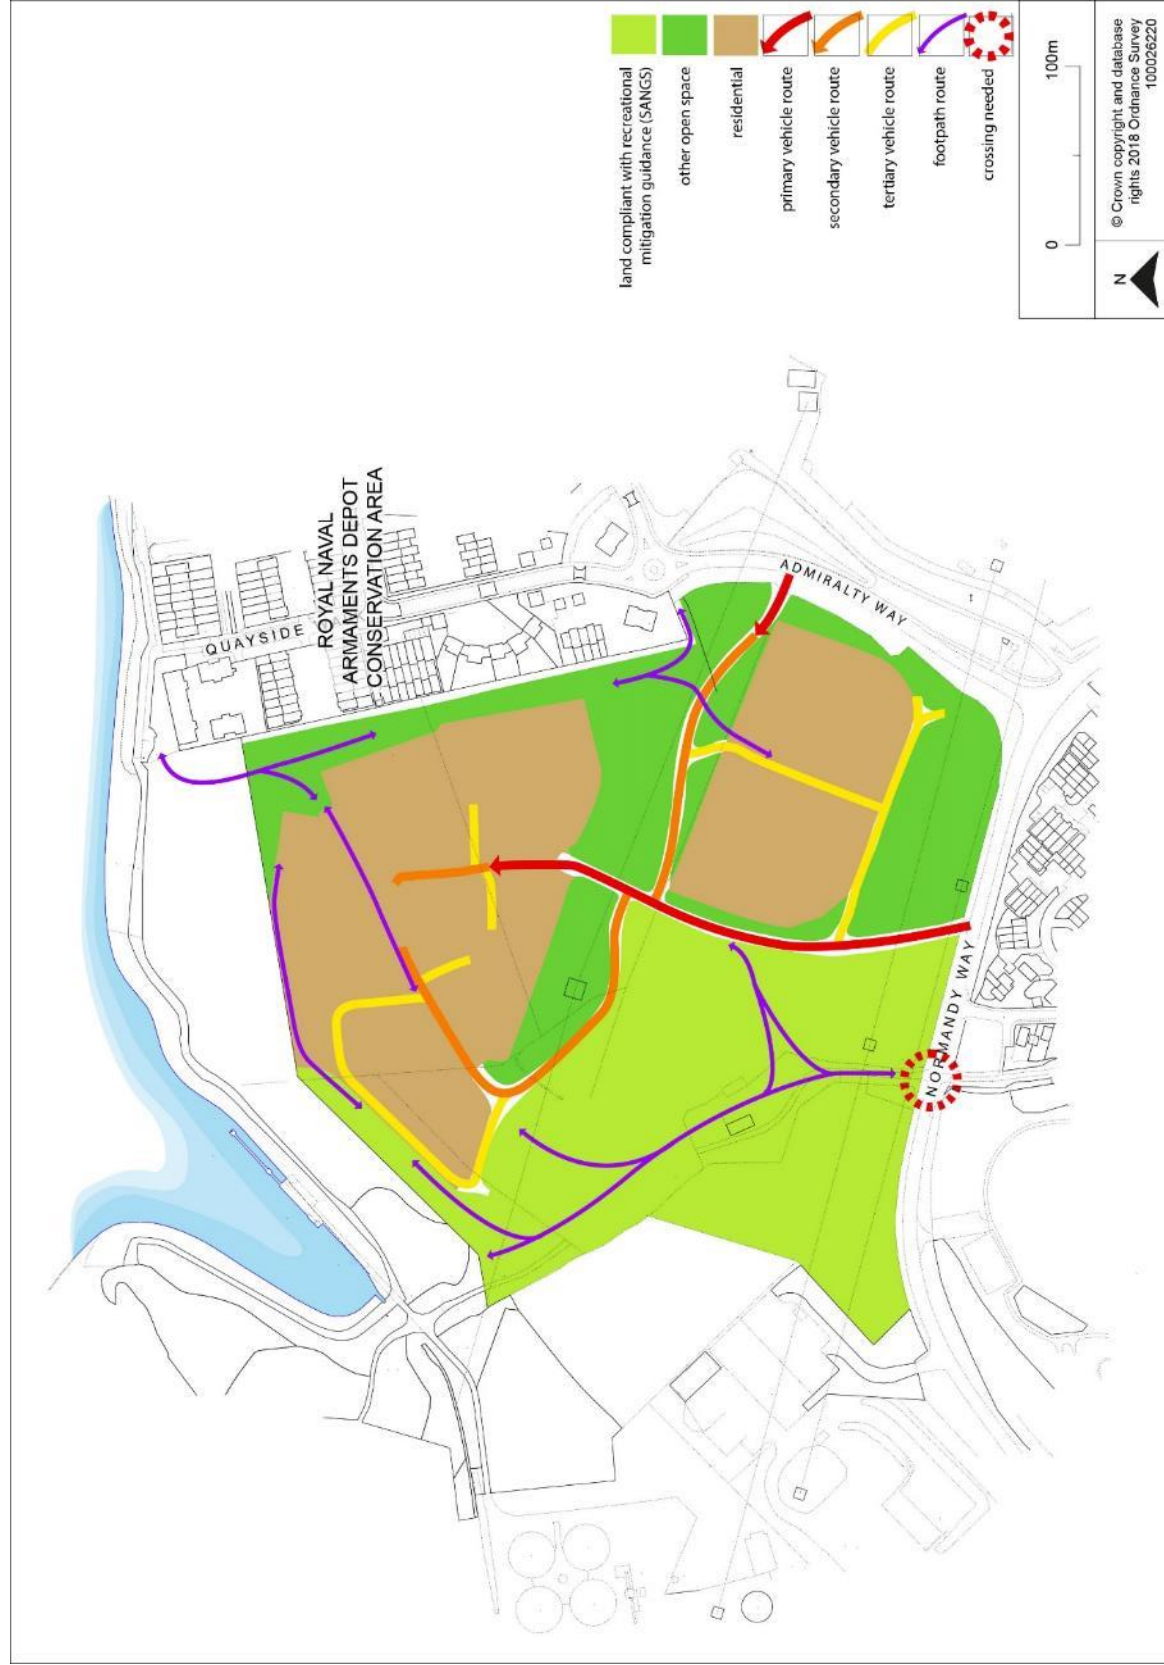 ROYAL NAVAL
ARMAMENTS DEPOT
CONSERVATION AREA
QUAYSIDE
ADMIRALTY WAY
NORMANDY WAY
land compliant with recreational
mitigation guidance (SANGS)
other open space
residential
primary vehicle route
secondary vehicle route
tertiary vehicle route
footpath route
crossing needed
0
100m
N
© Crown copyright and database
rights 2018 Ordnance Survey
100026220